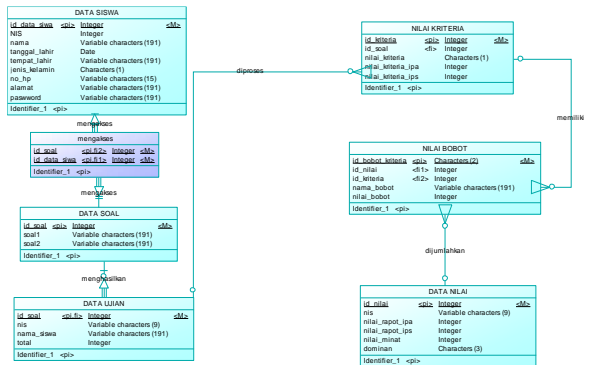 DATA SISWA
id_data_siwa <pi> Integer <M>
NIS Integer
nama Variable characters (191)
tanggal_lahir Date
tempat_lahir Variable characters (191)
jenis_kelamin Characters (1)
no_hp Variable characters (15)
alamat Variable characters (191)
pasword Variable characters (191)
Identifier_1 <pi>
mengakses
mengakses
id_soal <pi,fi2> Integer <M>
id_data_siwa <pi,fi1> Integer <M>
Identifier_1 <pi>
mengakses
DATA SOAL
id_soal <pi> Integer <M>
soal1 Variable characters (191)
soal2 Variable characters (191)
Identifier_1 <pi>
menghasilkan
DATA UJIAN
id_soal <pi,fi> Integer <M>
nis Variable characters (9)
nama_siswa Variable characters (191)
total Integer
Identifier_1 <pi>
diproses
NILAI KRITERIA
id_kriteria <pi> Integer <M>
id_soal <fi> Integer
nilai_kriteria Characters (1)
nilai_kriteria_ipa Integer
nilai_kriteria_ips Integer
Identifier_1 <pi>
memiliki
NILAI BOBOT
id_bobot_kriteria <pi> Characters (2) <M>
id_nilai <fi1> Integer
id_kriteria <fi2> Integer
nama_bobot Variable characters (191)
nilai_bobot Integer
Identifier_1 <pi>
dijumlahkan
DATA NILAI
id_nilai <pi> Integer <M>
nis Variable characters (9)
nilai_rapot_ipa Integer
nilai_rapot_ips Integer
nilai_minat Integer
dominan Characters (3)
Identifier_1 <pi>